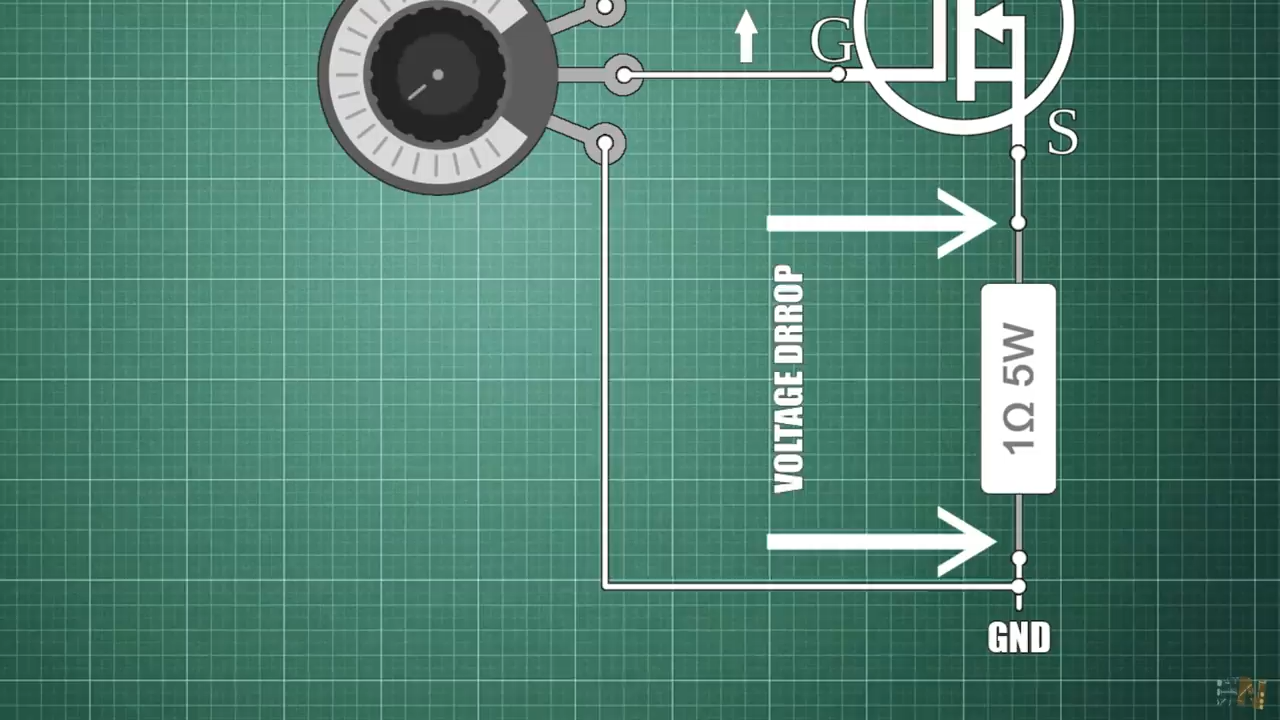 G
S
VOLTAGE DRROP
1Ω 5W
GND